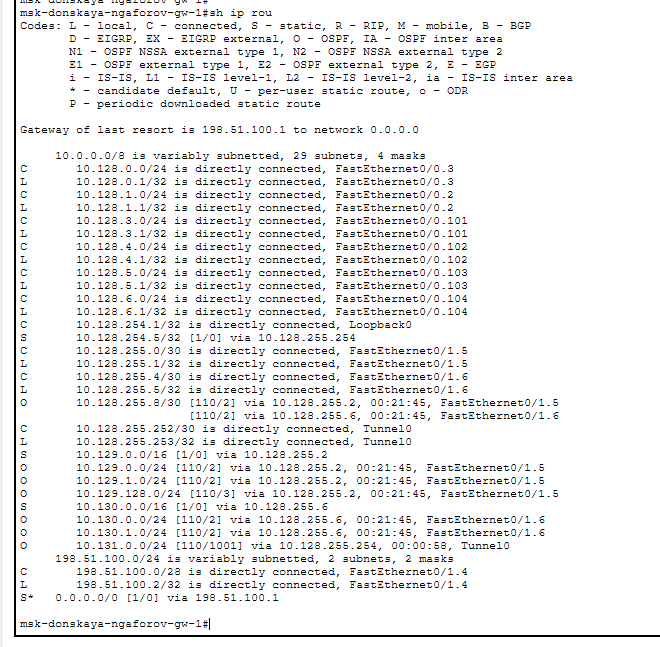 msk-donskaya-ngaforov-gw-1#
msk-donskaya-ngaforov-gw-1#sh ip rou
Codes: L - local, C - connected, S - static, R - RIP, M - mobile, B - BGP
D - EIGRP, EX - EIGRP external, O - OSPF, IA - OSPF inter area
N1 - OSPF NSSA external type 1, N2 - OSPF NSSA external type 2
E1 - OSPF external type 1, E2 - OSPF external type 2, E - EGP
i - IS-IS, L1 - IS-IS level-1, L2 - IS-IS level-2, ia - IS-IS inter area
* - candidate default, U - per-user static route, o - ODR
P - periodic downloaded static route
Gateway of last resort is 198.51.100.1 to network 0.0.0.0
10.0.0.0/8 is variably subnetted, 29 subnets, 4 masks
C 10.128.0.0/24 is directly connected, FastEthernet0/0.3
L 10.128.0.1/32 is directly connected, FastEthernet0/0.3
C 10.128.1.0/24 is directly connected, FastEthernet0/0.2
L 10.128.1.1/32 is directly connected, FastEthernet0/0.2
C 10.128.3.0/24 is directly connected, FastEthernet0/0.101
L 10.128.3.1/32 is directly connected, FastEthernet0/0.101
C 10.128.4.0/24 is directly connected, FastEthernet0/0.102
L 10.128.4.1/32 is directly connected, FastEthernet0/0.102
C 10.128.5.0/24 is directly connected, FastEthernet0/0.103
L 10.128.5.1/32 is directly connected, FastEthernet0/0.103
C 10.128.6.0/24 is directly connected, FastEthernet0/0.104
L 10.128.6.1/32 is directly connected, FastEthernet0/0.104
C 10.128.254.1/32 is directly connected, Loopback0
S 10.128.254.5/32 [1/0] via 10.128.255.254
C 10.128.255.0/30 is directly connected, FastEthernet0/1.5
L 10.128.255.1/32 is directly connected, FastEthernet0/1.5
C 10.128.255.4/30 is directly connected, FastEthernet0/1.6
L 10.128.255.5/32 is directly connected, FastEthernet0/1.6
O 10.128.255.8/30 [110/2] via 10.128.255.2, 00:21:45, FastEthernet0/1.5
[110/2] via 10.128.255.6, 00:21:45, FastEthernet0/1.6
C 10.128.255.252/30 is directly connected, Tunnel0
L 10.128.255.253/32 is directly connected, Tunnel0
S 10.129.0.0/16 [1/0] via 10.128.255.2
O 10.129.0.0/24 [110/2] via 10.128.255.2, 00:21:45, FastEthernet0/1.5
O 10.129.1.0/24 [110/2] via 10.128.255.2, 00:21:45, FastEthernet0/1.5
O 10.129.128.0/24 [110/3] via 10.128.255.2, 00:21:45, FastEthernet0/1.5
S 10.130.0.0/16 [1/0] via 10.128.255.6
O 10.130.0.0/24 [110/2] via 10.128.255.6, 00:21:45, FastEthernet0/1.6
O 10.130.1.0/24 [110/2] via 10.128.255.6, 00:21:45, FastEthernet0/1.6
O 10.131.0.0/24 [110/1001] via 10.128.255.254, 00:00:58, Tunnel0
198.51.100.0/24 is variably subnetted, 2 subnets, 2 masks
C 198.51.100.0/28 is directly connected, FastEthernet0/1.4
L 198.51.100.2/32 is directly connected, FastEthernet0/1.4
S* 0.0.0.0/0 [1/0] via 198.51.100.1
msk-donskaya-ngaforov-gw-1#